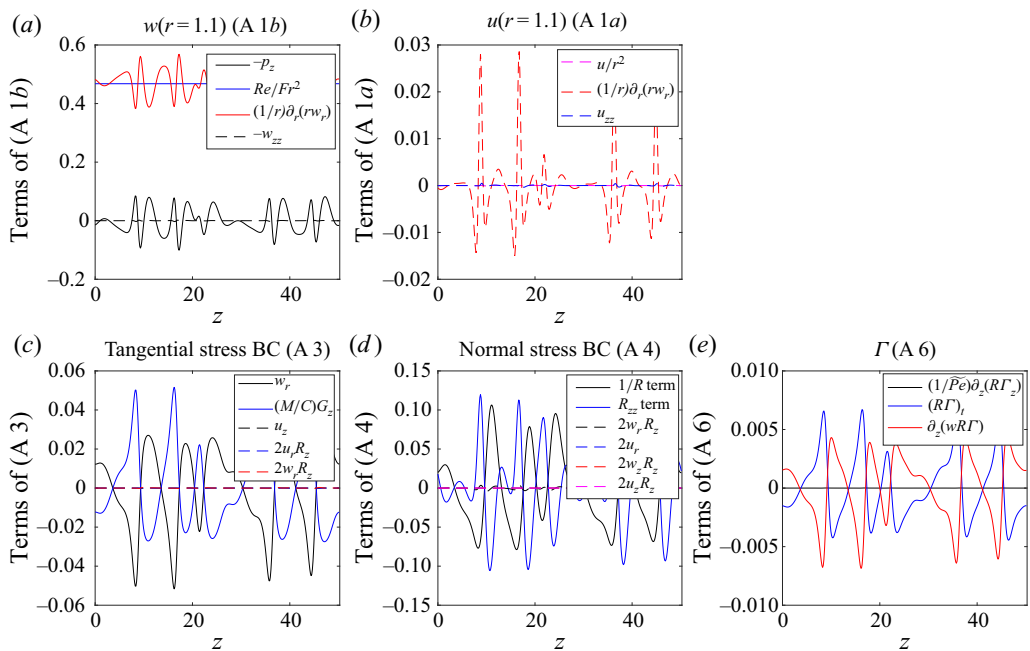 (a) w(r = 1.1) (A 1b)
0.6
0.4
0.2
0
−0.2
Terms of (A 1b)
−p_z
Re/Fr²
(1/r)∂_r(rw_r)
−w_zz
0 20 40
z
(b) u(r = 1.1) (A 1a)
0.03
0.02
0.01
0
−0.01
−0.02
Terms of (A 1a)
u/r²
(1/r)∂_r(rw_r)
u_zz
0 20 40
z
(c) Tangential stress BC (A 3)
0.06
0.04
0.02
0
−0.02
−0.04
−0.06
Terms of (A 3)
w_r
(M/C)G_z
u_z
2u_rR_z
2w_rR_z
0 20 40
z
(d) Normal stress BC (A 4)
0.15
0.10
0.05
0
−0.05
−0.10
−0.15
Terms of (A 4)
1/R term
R_zz term
2w_rR_z
2u_r
2w_zR_z
2u_zR_z
0 20 40
z
(e) Γ (A 6)
0.010
0.005
0
−0.005
−0.010
Terms of (A 6)
(1/P͠e)∂_z(RΓ_z)
(RΓ)_t
∂_z(wRΓ)
0 20 40
z